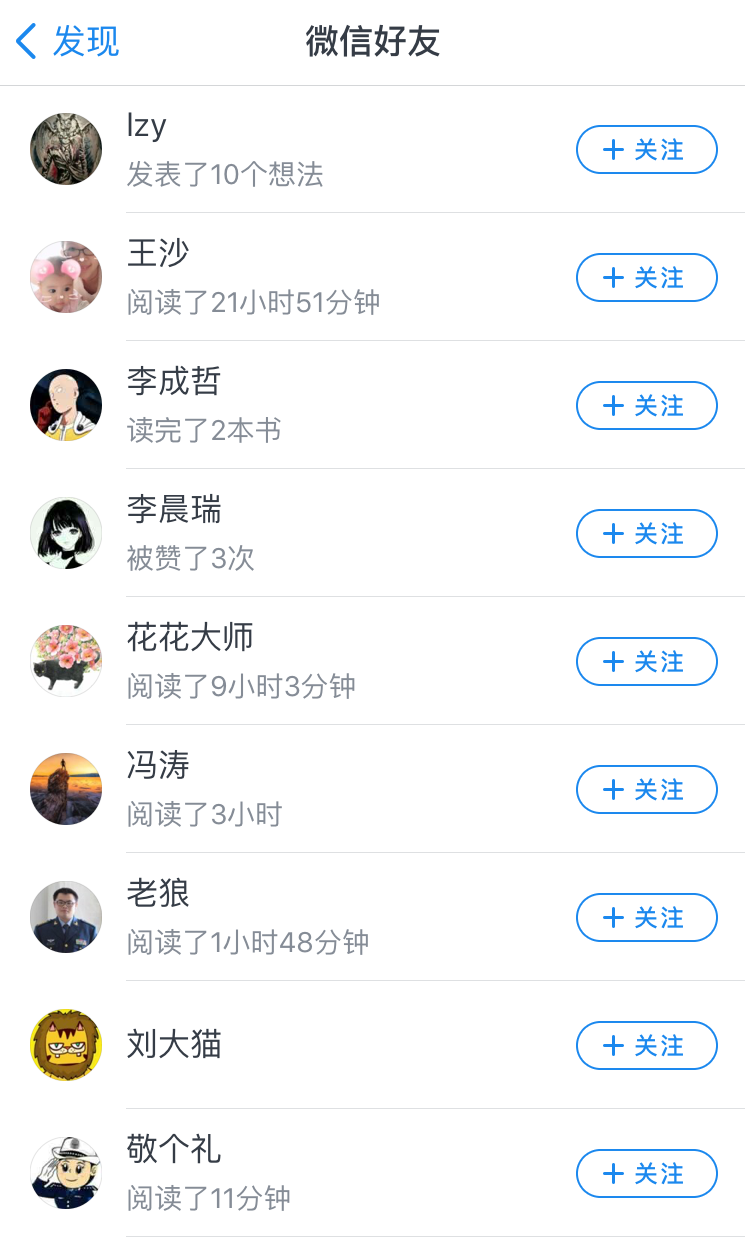 发现 微信好友
lzy
发表了10个想法
+ 关注
王沙
阅读了21小时51分钟
+ 关注
李成哲
读完了2本书
+ 关注
李晨瑞
被赞了3次
+ 关注
花花大师
阅读了9小时3分钟
+ 关注
冯涛
阅读了3小时
+ 关注
老狼
阅读了1小时48分钟
+ 关注
刘大猫
+ 关注
敬个礼
阅读了11分钟
+ 关注